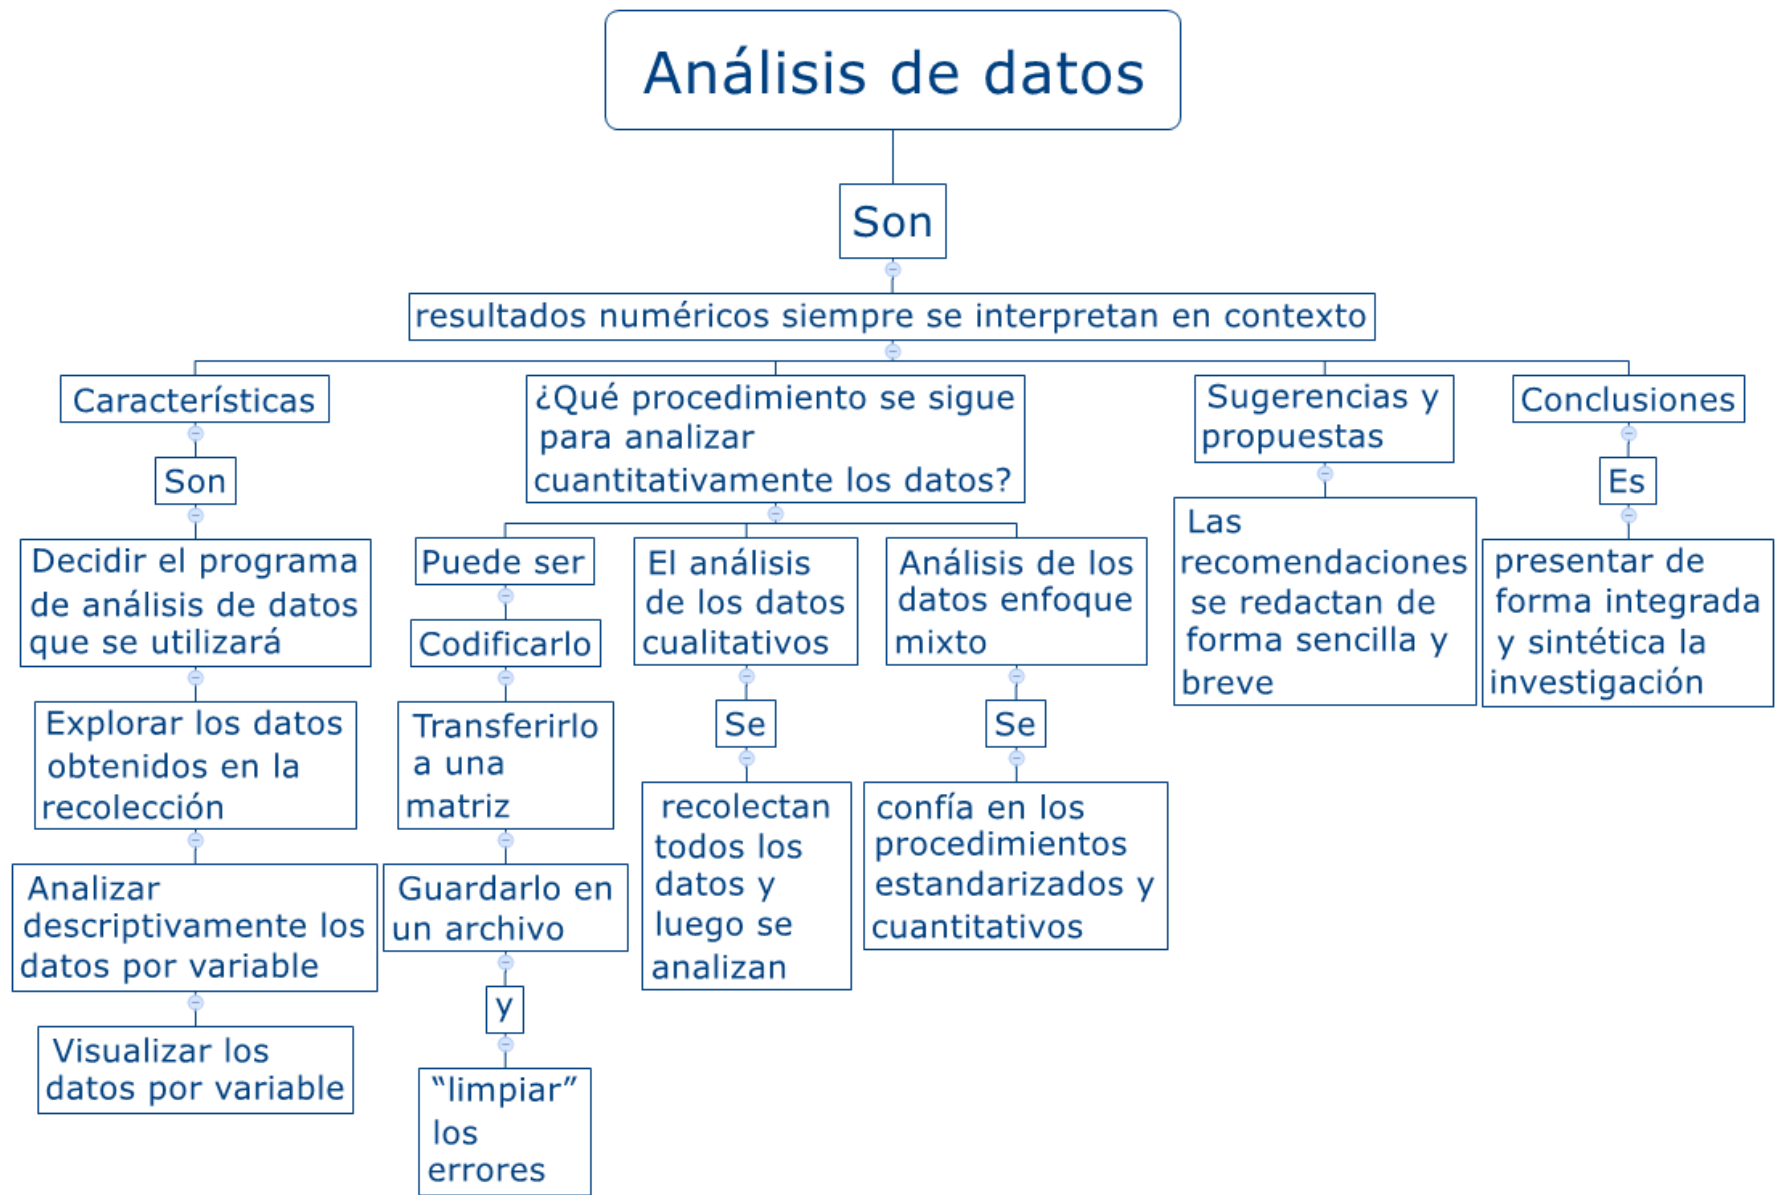 Análisis de datos
Son
resultados numéricos siempre se interpretan en contexto
Características
Son
Decidir el programa
de análisis de datos
que se utilizará
Explorar los datos
obtenidos en la
recolección
Analizar
descriptivamente los
datos por variable
Visualizar los
datos por variable
¿Qué procedimiento se sigue
para analizar
cuantitativamente los datos?
Puede ser
Codificarlo
Transferirlo
a una
matriz
Guardarlo en
un archivo
y
“limpiar”
los
errores
El análisis
de los datos
cualitativos
Se
recolectan
todos los
datos y
luego se
analizan
Análisis de los
datos enfoque
mixto
Se
confía en los
procedimientos
estandarizados y
cuantitativos
Sugerencias y
propuestas
Las
recomendaciones
se redactan de
forma sencilla y
breve
Conclusiones
Es
presentar de
forma integrada
y sintética la
investigación